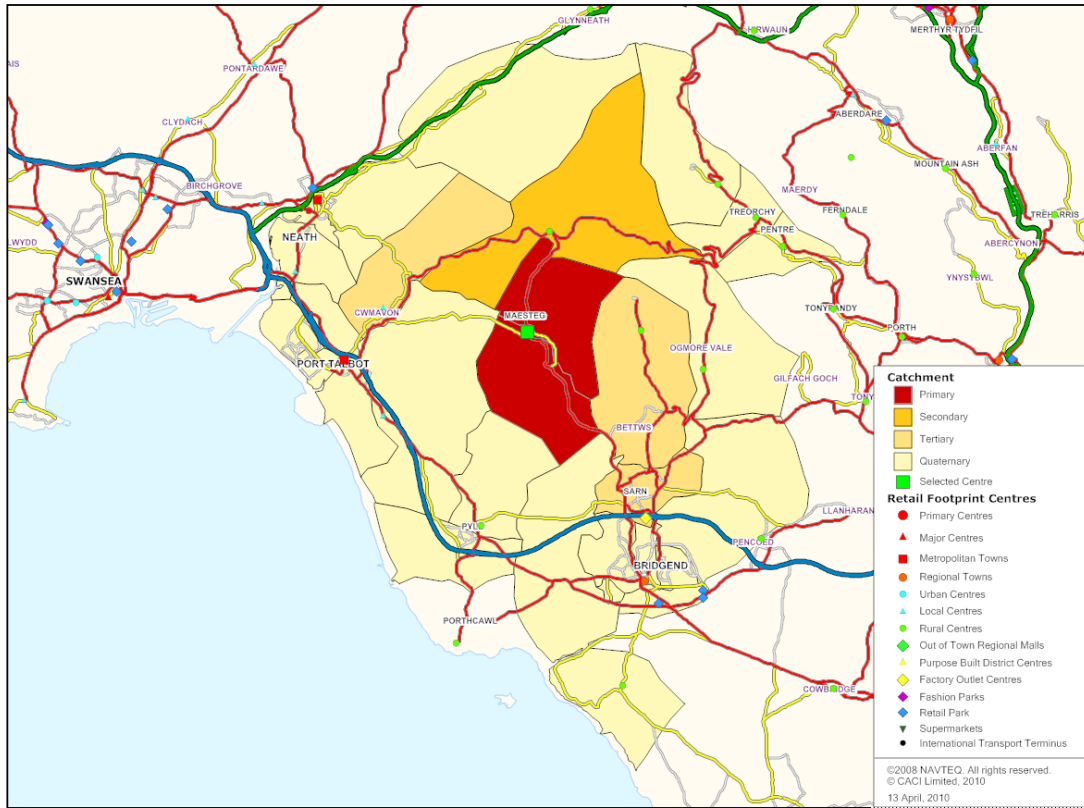 GLYNNEATH
HIRWAUN
MERTHYR TYDFIL
AIS
PONTARDAWE
CLYDACH
ABERDARE
ABERFAN
MOUNTAIN ASH
BIRCHGROVE
MAERDY
TREORCHY
FERNDALE
TREHARRIS
LWYDD
NEATH
PENTRE
ABERCYNON
SWANSEA
YNYSYBWL
CWMAVON
MAESTEG
TONYPANDY
PORTH
OGMORE VALE
PORT TALBOT
GILFACH GOCH
TONY
BETTWS
SARN
LLANHARAN
PYL
PENCOED
BRIDGEND
PORTHCAWL
COWBRIDGE
Catchment
Primary
Secondary
Tertiary
Quaternary
Selected Centre
Retail Footprint Centres
Primary Centres
Major Centres
Metropolitan Towns
Regional Towns
Urban Centres
Local Centres
Rural Centres
Out of Town Regional Malls
Purpose Built District Centres
Factory Outlet Centres
Fashion Parks
Retail Park
Supermarkets
International Transport Terminus
©2008 NAVTEQ. All rights reserved.
© CACI Limited, 2010
13 April, 2010